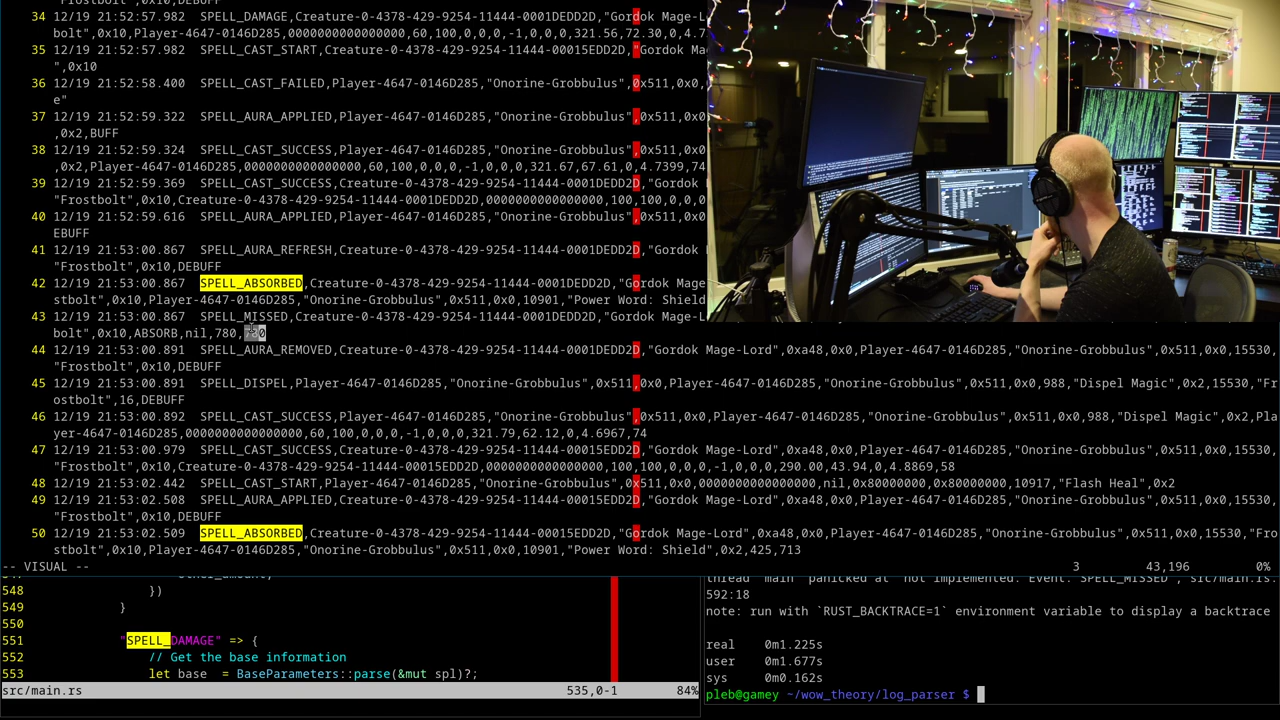 34 12/19 21:52:57.982  SPELL_DAMAGE,Creature-0-4378-429-9254-11444-0001DEDD2D,"Gordok Mage-L
bolt",0x10,Player-4647-0146D285,0000000000000000,60,100,0,0,0,-1,0,0,0,321.56,72.30,0,4.7
35 12/19 21:52:57.982  SPELL_CAST_START,Creature-0-4378-429-9254-11444-00015EDD2D,"Gordok Mage
",0x10
36 12/19 21:52:58.400  SPELL_CAST_FAILED,Player-4647-0146D285,"Onorine-Grobbulus",0x511,0x0,
e"
37 12/19 21:52:59.322  SPELL_AURA_APPLIED,Player-4647-0146D285,"Onorine-Grobbulus",0x511,0x0
,0x2,BUFF
38 12/19 21:52:59.324  SPELL_CAST_SUCCESS,Player-4647-0146D285,"Onorine-Grobbulus",0x511,0x0
,0x2,Player-4647-0146D285,0000000000000000,60,100,0,0,0,-1,0,0,0,321.67,67.61,0,4.7399,74
39 12/19 21:52:59.369  SPELL_CAST_SUCCESS,Creature-0-4378-429-9254-11444-0001DEDD2D,"Gordok
"Frostbolt",0x10,Creature-0-4378-429-9254-11444-0001DEDD2D,0000000000000000,100,100,0,0,0
40 12/19 21:52:59.616  SPELL_AURA_APPLIED,Player-4647-0146D285,"Onorine-Grobbulus",0x511,0x0
EBUFF
41 12/19 21:53:00.867  SPELL_AURA_REFRESH,Creature-0-4378-429-9254-11444-0001DEDD2D,"Gordok
"Frostbolt",0x10,DEBUFF
42 12/19 21:53:00.867  SPELL_ABSORBED,Creature-0-4378-429-9254-11444-0001DEDD2D,"Gordok Mage
stbolt",0x10,Player-4647-0146D285,"Onorine-Grobbulus",0x511,0x0,10901,"Power Word: Shield
43 12/19 21:53:00.867  SPELL_MISSED,Creature-0-4378-429-9254-11444-0001DEDD2D,"Gordok Mage-L
bolt",0x10,ABSORB,nil,780,
44 12/19 21:53:00.891  SPELL_AURA_REMOVED,Creature-0-4378-429-9254-11444-0001DEDD2D,"Gordok Mage-Lord",0xa48,0x0,Player-4647-0146D285,"Onorine-Grobbulus",0x511,0x0,15530,
"Frostbolt",0x10,DEBUFF
45 12/19 21:53:00.891  SPELL_DISPEL,Player-4647-0146D285,"Onorine-Grobbulus",0x511,0x0,Player-4647-0146D285,"Onorine-Grobbulus",0x511,0x0,988,"Dispel Magic",0x2,15530,"Fr
ostbolt",16,DEBUFF
46 12/19 21:53:00.892  SPELL_CAST_SUCCESS,Player-4647-0146D285,"Onorine-Grobbulus",0x511,0x0,Player-4647-0146D285,"Onorine-Grobbulus",0x511,0x0,988,"Dispel Magic",0x2,Pla
yer-4647-0146D285,0000000000000000,60,100,0,0,0,-1,0,0,0,321.79,62.12,0,4.6967,74
47 12/19 21:53:00.979  SPELL_CAST_SUCCESS,Creature-0-4378-429-9254-11444-00015EDD2D,"Gordok Mage-Lord",0xa48,0x0,Player-4647-0146D285,"Onorine-Grobbulus",0x511,0x0,15530,
"Frostbolt",0x10,Creature-0-4378-429-9254-11444-00015EDD2D,0000000000000000,100,100,0,0,0,-1,0,0,0,290.00,43.94,0,4.8869,58
48 12/19 21:53:02.442  SPELL_CAST_START,Player-4647-0146D285,"Onorine-Grobbulus",0x511,0x0,0000000000000000,nil,0x80000000,0x80000000,10917,"Flash Heal",0x2
49 12/19 21:53:02.508  SPELL_AURA_APPLIED,Creature-0-4378-429-9254-11444-00015EDD2D,"Gordok Mage-Lord",0xa48,0x0,Player-4647-0146D285,"Onorine-Grobbulus",0x511,0x0,15530,
"Frostbolt",0x10,DEBUFF
50 12/19 21:53:02.509  SPELL_ABSORBED,Creature-0-4378-429-9254-11444-00015EDD2D,"Gordok Mage-Lord",0xa48,0x0,Player-4647-0146D285,"Onorine-Grobbulus",0x511,0x0,15530,"Fro
stbolt",0x10,Player-4647-0146D285,"Onorine-Grobbulus",0x511,0x0,10901,"Power Word: Shield",0x2,425,713
-- VISUAL -- 3 43,196 0%
548 })
549 }
550
551 "SPELL_DAMAGE" => {
552 // Get the base information
553 let base  = BaseParameters::parse(&mut spl)?;
src/main.rs 535,0-1 84%
thread 'main' panicked at 'not implemented: Event: SPELL_MISSED', src/main.rs:
592:18
note: run with `RUST_BACKTRACE=1` environment variable to display a backtrace
real 0m1.225s
user 0m1.677s
sys 0m0.162s
pleb@gamey ~/wow_theory/log_parser $